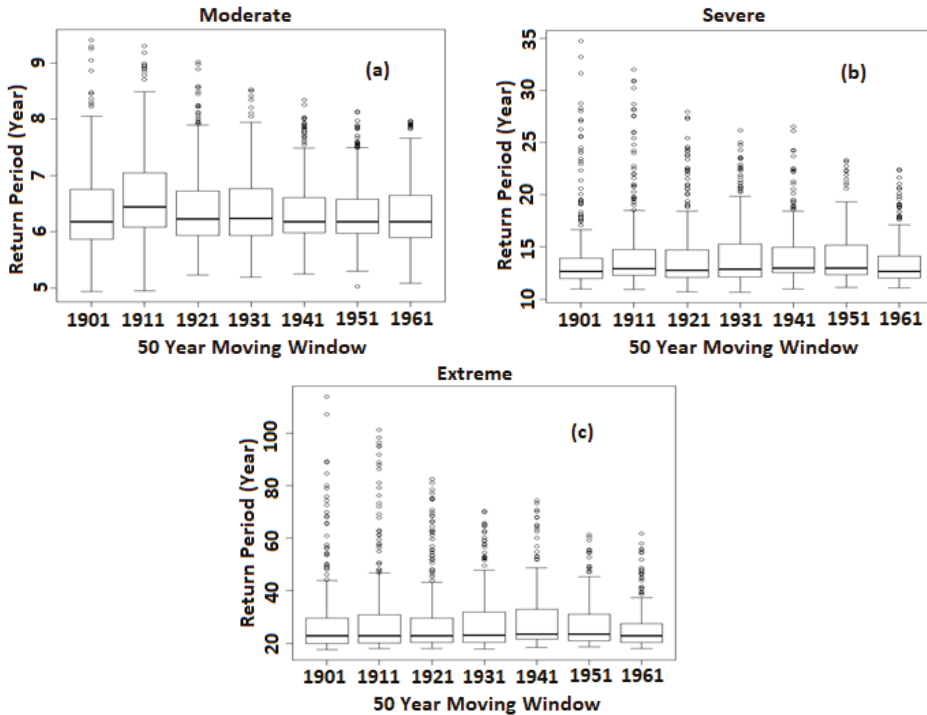 Moderate
(a)
Return Period (Year)
9
8
7
6
5
1901 1911 1921 1931 1941 1951 1961
50 Year Moving Window
Severe
(b)
Return Period (Year)
35
30
25
20
15
10
1901 1911 1921 1931 1941 1951 1961
50 Year Moving Window
Extreme
(c)
Return Period (Year)
100
80
60
40
20
1901 1911 1921 1931 1941 1951 1961
50 Year Moving Window